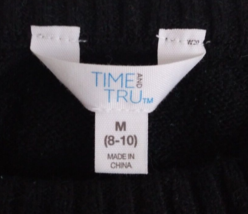 TIME AND
TRU™
M
(8-10)
MADE IN
CHINA